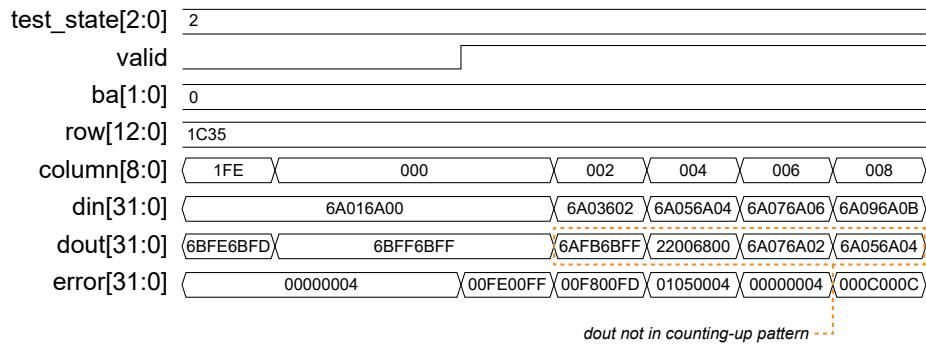 test_state[2:0] 2
valid
ba[1:0] 0
row[12:0] 1C35
column[8:0] 1FE 000 002 004 006 008
din[31:0] 6A016A00 6A03602 6A056A04 6A076A06 6A096A0B
dout[31:0] 6BFE6BFD 6BFF6BFF 6AFB6BFF 22006800 6A076A02 6A056A04
error[31:0] 00000004 00FE00FF 00F800FD 01050004 00000004 000C000C
dout not in counting-up pattern